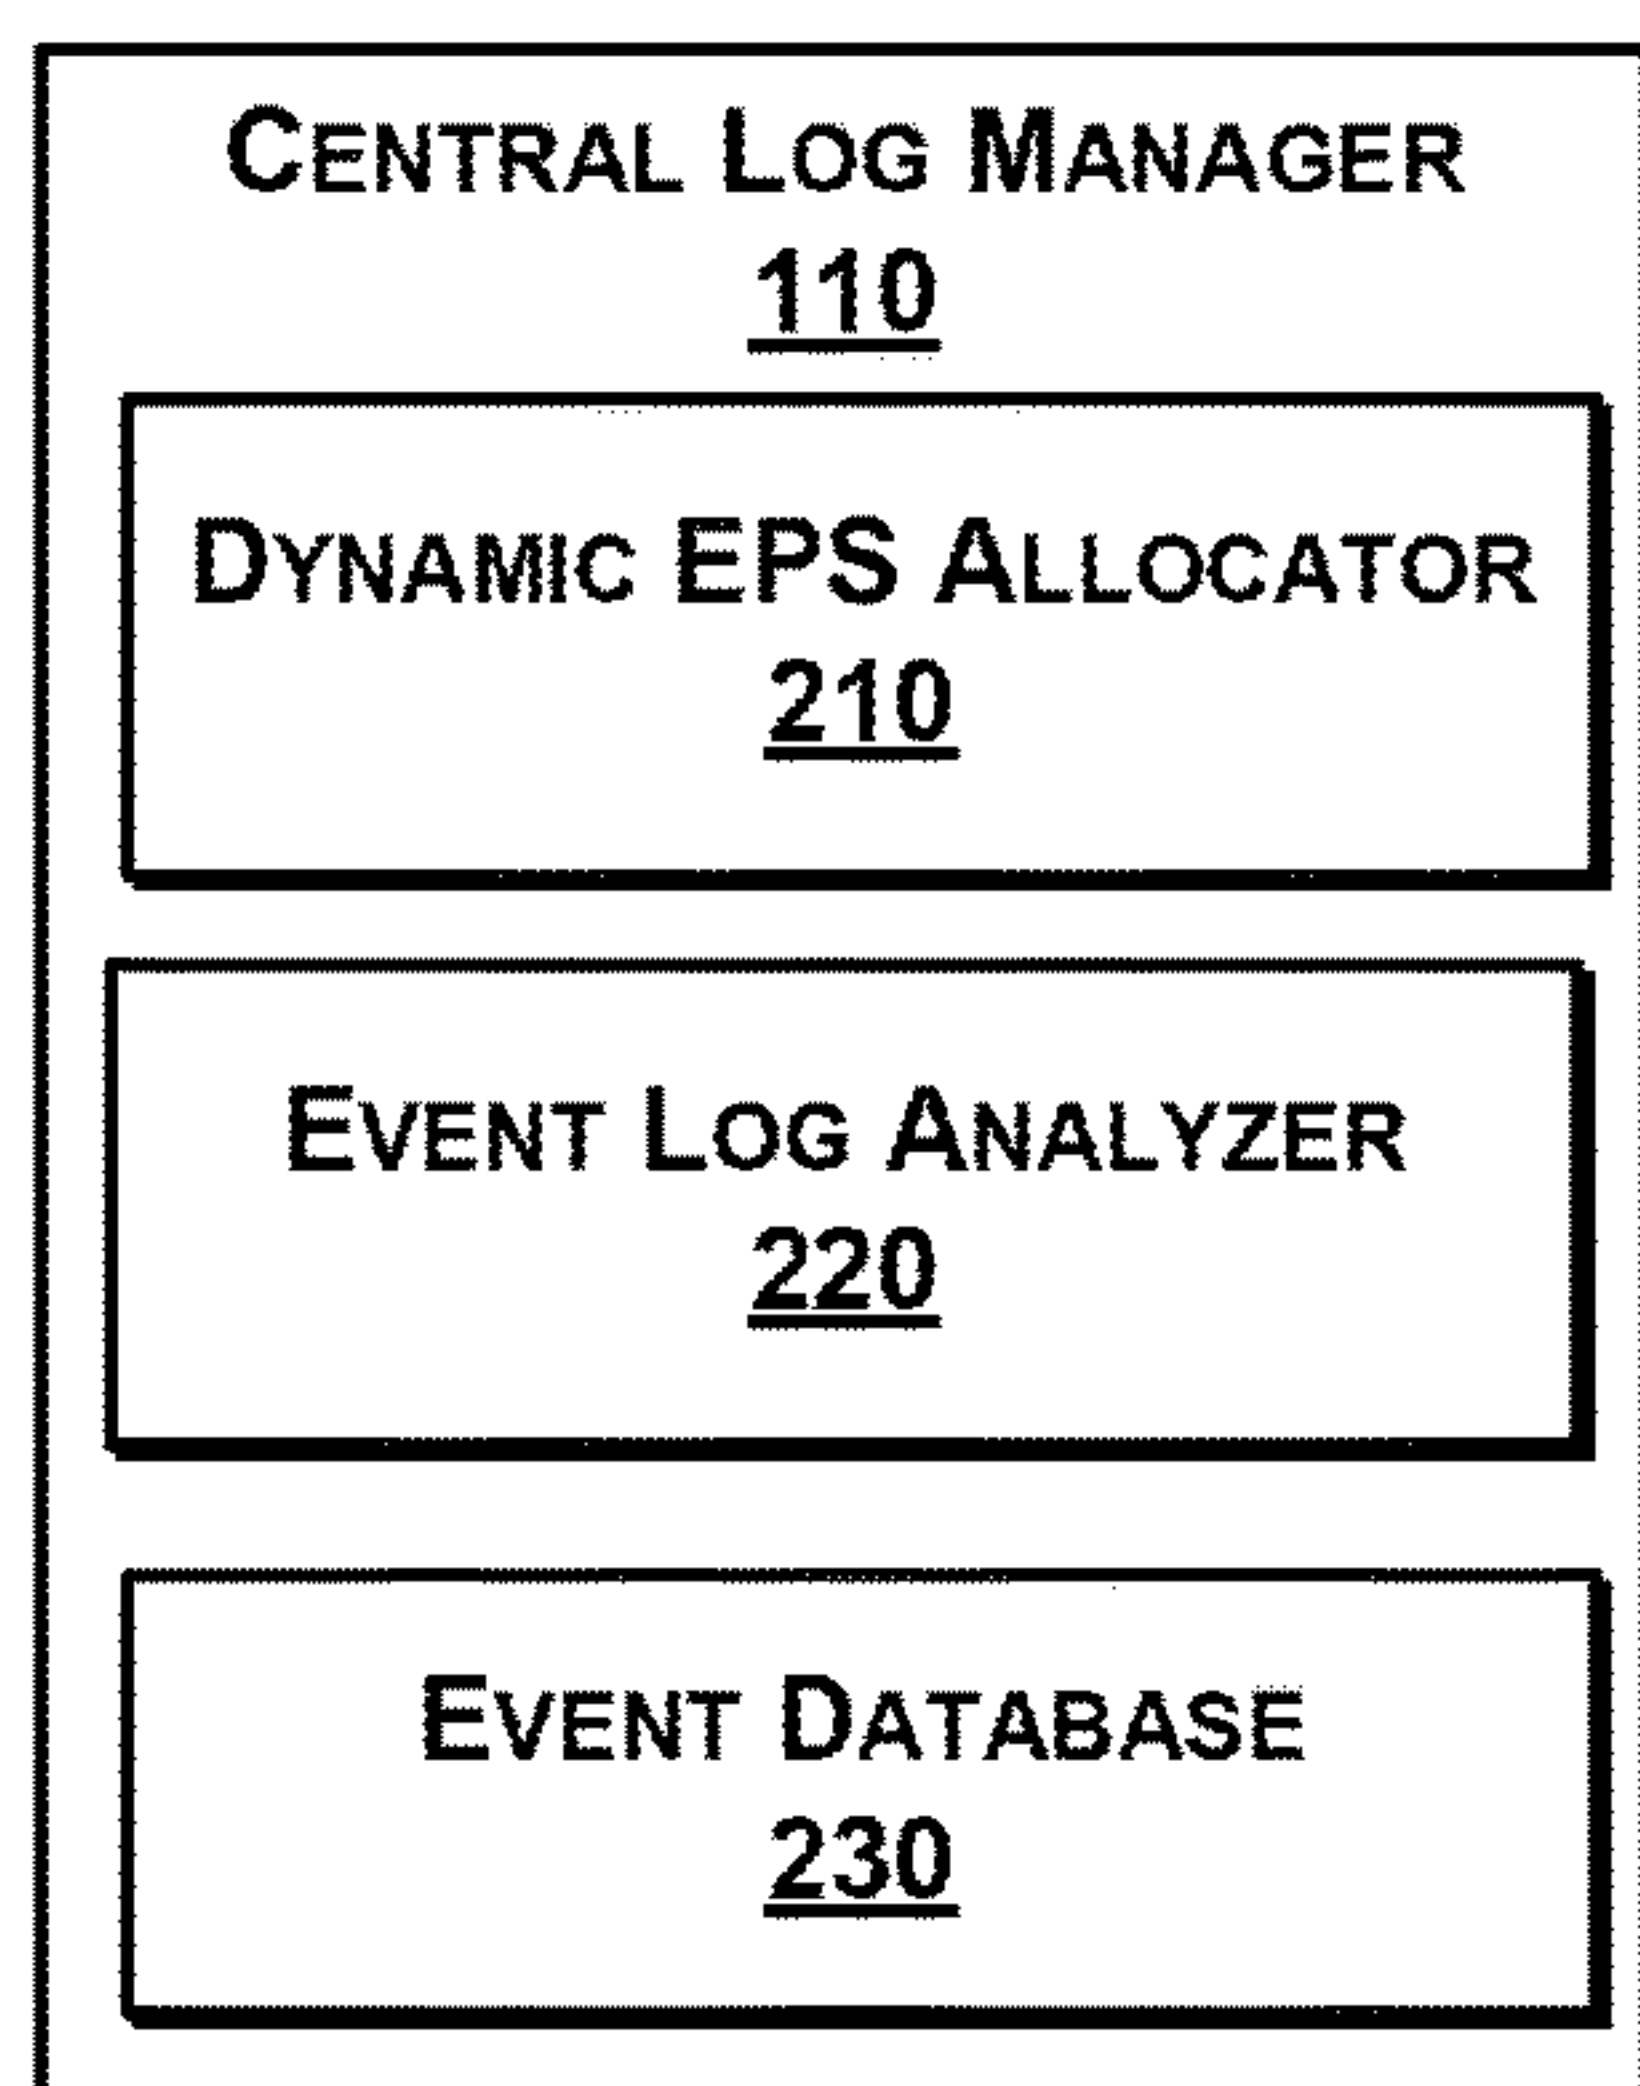 CENTRAL LOG MANAGER
110
DYNAMIC EPS ALLOCATOR
210
EVENT LOG ANALYZER
220
EVENT DATABASE
230